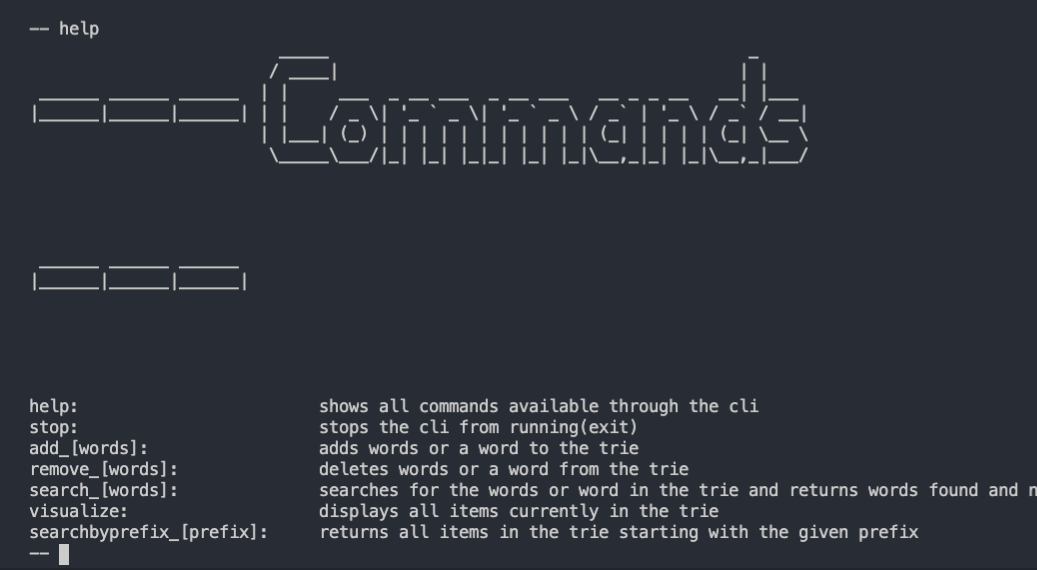 —— help
--- Commands
---
help: shows all commands available through the cli
stop: stops the cli from running(exit)
add_[words]: adds words or a word to the trie
remove_[words]: deletes words or a word from the trie
search_[words]: searches for the words or word in the trie and returns words found and
visualize: displays all items currently in the trie
searchbyprefix_[prefix]: returns all items in the trie starting with the given prefix
——